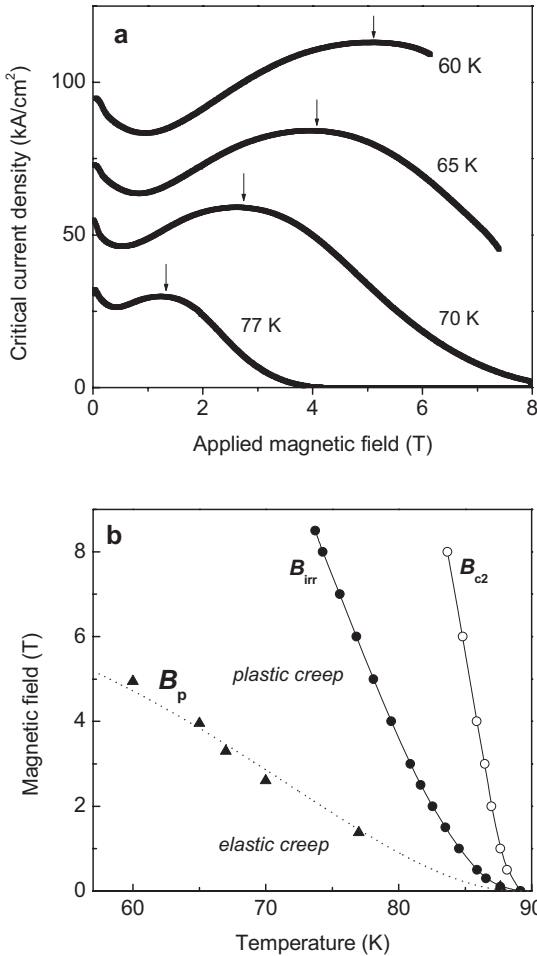 a
Critical current density (kA/cm²)
100
50
0
60 K
65 K
70 K
77 K
0 2 4 6 8
Applied magnetic field (T)
b
Magnetic field (T)
8
6
4
2
0
B_irr
B_c2
plastic creep
B_p
elastic creep
60 70 80 90
Temperature (K)